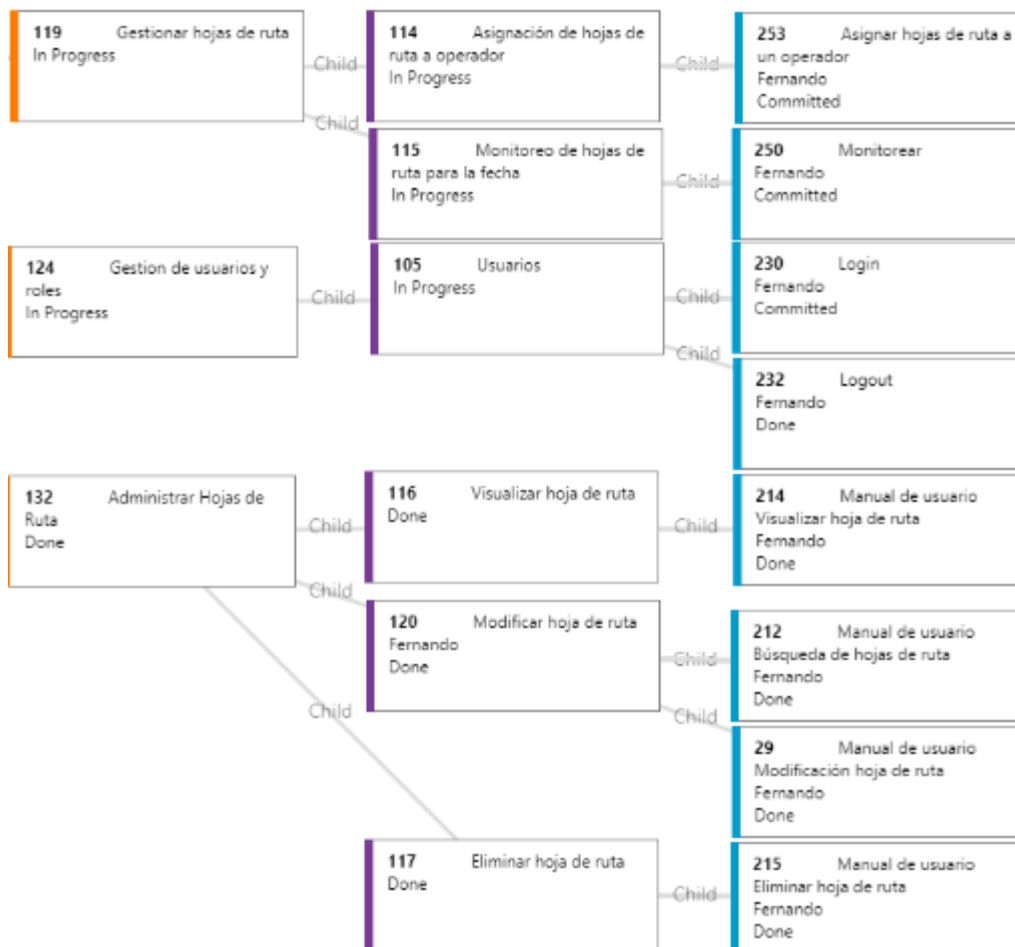 119 Gestionar hojas de ruta
In Progress
Child
Child
114 Asignación de hojas de
ruta a operador
In Progress
Child
253 Asignar hojas de ruta a
un operador
Fernando
Committed
115 Monitoreo de hojas de
ruta para la fecha
In Progress
Child
250 Monitorear
Fernando
Committed
124 Gestion de usuarios y
roles
In Progress
Child
105 Usuarios
In Progress
Child
Child
230 Login
Fernando
Committed
232 Logout
Fernando
Done
132 Administrar Hojas de
Ruta
Done
Child
Child
Child
116 Visualizar hoja de ruta
Done
Child
214 Manual de usuario
Visualizar hoja de ruta
Fernando
Done
120 Modificar hoja de ruta
Fernando
Done
Child
Child
212 Manual de usuario
Búsqueda de hojas de ruta
Fernando
Done
29 Manual de usuario
Modificación hoja de ruta
Fernando
Done
117 Eliminar hoja de ruta
Done
Child
215 Manual de usuario
Eliminar hoja de ruta
Fernando
Done